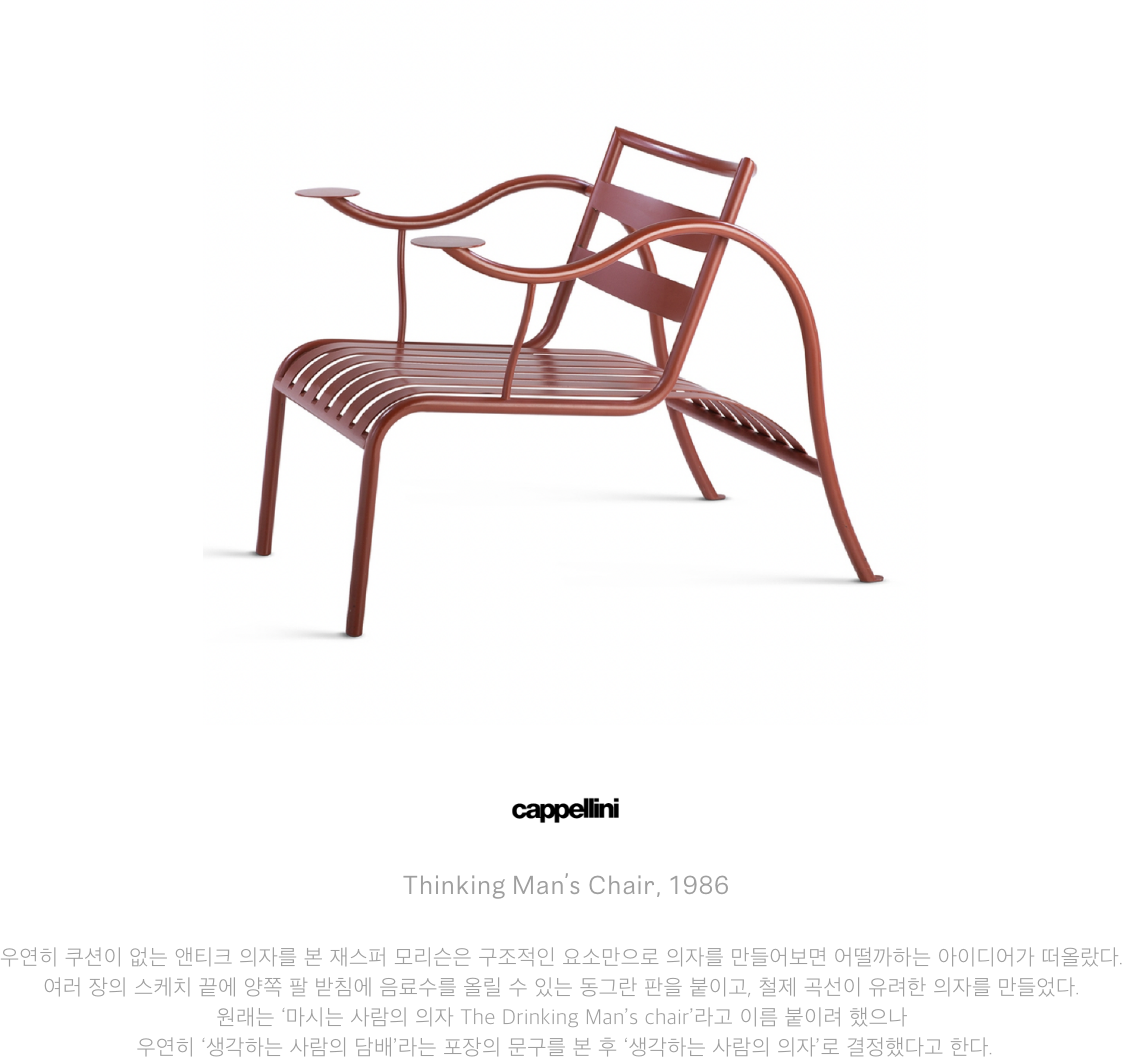 cappellini
Thinking Man's Chair, 1986
우연히 쿠션이 없는 앤티크 의자를 본 재스퍼 모리슨은 구조적인 요소만으로 의자를 만들어보면 어떨까하는 아이디어가 떠올랐다.
여러 장의 스케치 끝에 양쪽 팔 받침에 음료수를 올릴 수 있는 동그란 판을 붙이고, 철제 곡선이 유려한 의자를 만들었다.
원래는 ‘마시는 사람의 의자 The Drinking Man’s chair’라고 이름 붙이려 했으나
우연히 ‘생각하는 사람의 담배’라는 포장의 문구를 본 후 ‘생각하는 사람의 의자’로 결정했다고 한다.